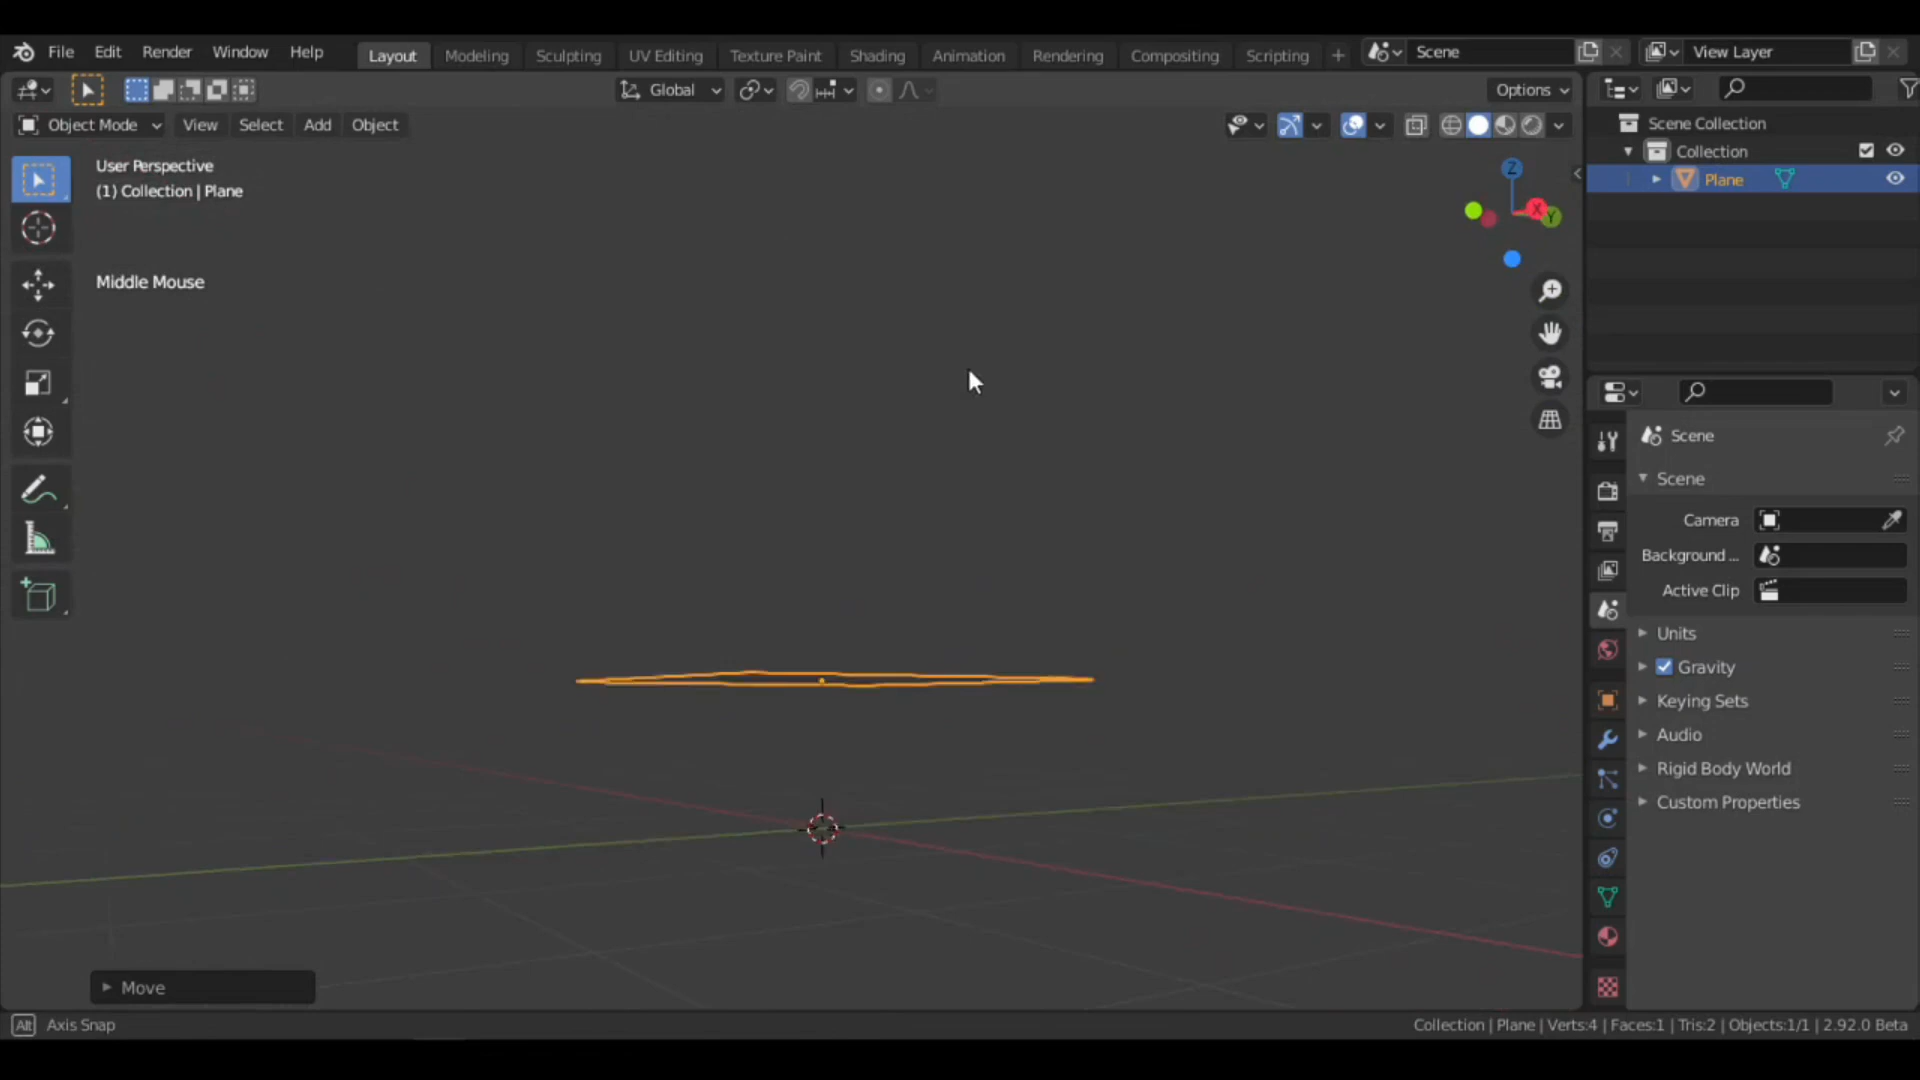 File Edit Render Window Help Layout Modeling Sculpting UV Editing Texture Paint Shading Animation Rendering Compositing Scripting + Scene View Layer
Global Options
Object Mode View Select Add Object
User Perspective
(1) Collection | Plane
Middle Mouse
Z
X
Y
Move
Alt Axis Snap
Scene Collection
Collection
Plane
Scene
Scene
Camera
Background ...
Active Clip
Units
Gravity
Keying Sets
Audio
Rigid Body World
Custom Properties
Collection | Plane | Verts:4 | Faces:1 | Tris:2 | Objects:1/1 | 2.92.0 Beta